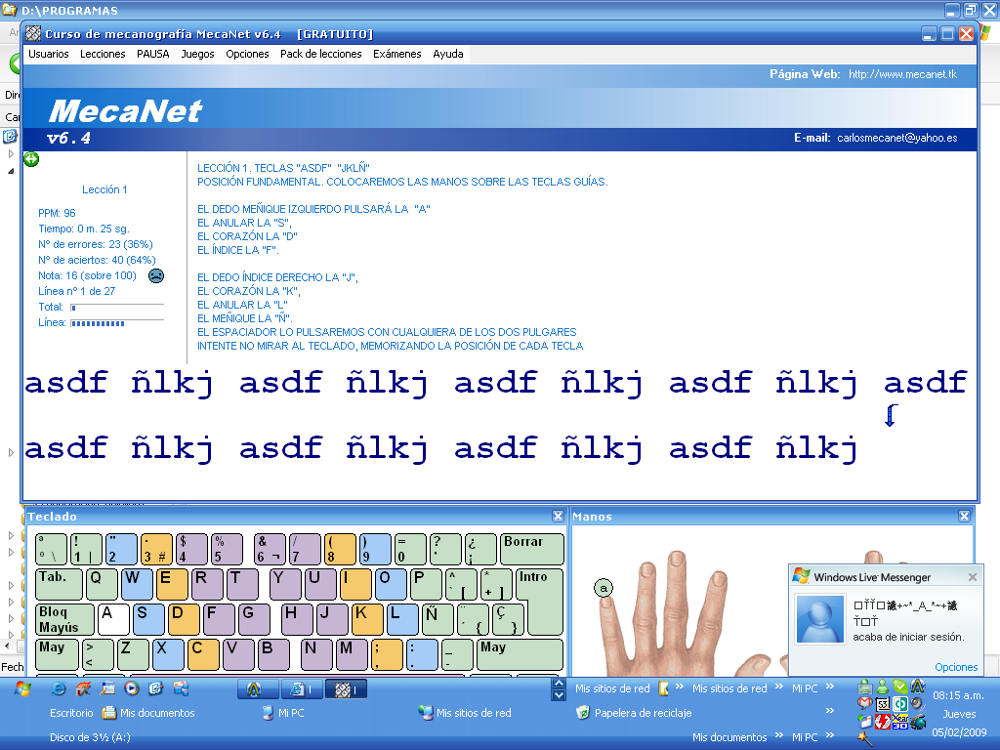 D:\PROGRAMAS
Curso de mecanografía MecaNet v6.4 [GRATUITO]
Usuarios Lecciones PAUSA Juegos Opciones Pack de lecciones Exámenes Ayuda
Página Web: http://www.mecanet.tk
MecaNet
v6.4
E-mail: carlosmecanet@yahoo.es
Lección 1
PPM: 96
Tiempo: 0 m. 25 sg.
Nº de errores: 23 (36%)
Nº de aciertos: 40 (64%)
Nota: 16 (sobre 100)
Línea nº 1 de 27
Total:
Línea:
LECCIÓN 1. TECLAS "ASDF" "JKLÑ"
POSICIÓN FUNDAMENTAL. COLOCAREMOS LAS MANOS SOBRE LAS TECLAS GUÍAS.
EL DEDO MEÑIQUE IZQUIERDO PULSARÁ LA "A"
EL ANULAR LA "S",
EL CORAZÓN LA "D"
EL ÍNDICE LA "F".
EL DEDO ÍNDICE DERECHO LA "J",
EL CORAZÓN LA "K",
EL ANULAR LA "L"
EL MEÑIQUE LA "Ñ".
EL ESPACIADOR LO PULSAREMOS CON CUALQUIERA DE LOS DOS PULGARES
INTENTE NO MIRAR AL TECLADO, MEMORIZANDO LA POSICIÓN DE CADA TECLA
asdf ñlkj asdf ñlkj asdf ñlkj asdf ñlkj asdf
asdf ñlkj asdf ñlkj asdf ñlkj asdf ñlkj
Teclado
ª ! " · $ % & / ( ) = ? ¿ Borrar
º \ 1 | 2 3 # 4 5 6 ¬ 7 8 9 0 ' ¡
Tab. Q W E R T Y U I O P ^ ` [ * + ] Intro
Bloq Mayús A S D F G H J K L Ñ ¨ ´ { Ç }
May > < Z X C V B N M ; , : . _ - May
Manos
a
Windows Live Messenger
+~*_A_*~+
acaba de iniciar sesión.
Opciones
Mis sitios de red Mis sitios de red Mi PC
Escritorio Mis documentos Mi PC Mis sitios de red Papelera de reciclaje
Disco de 3½ (A:) Mis documentos Mi PC
08:15 a.m.
Jueves
05/02/2009